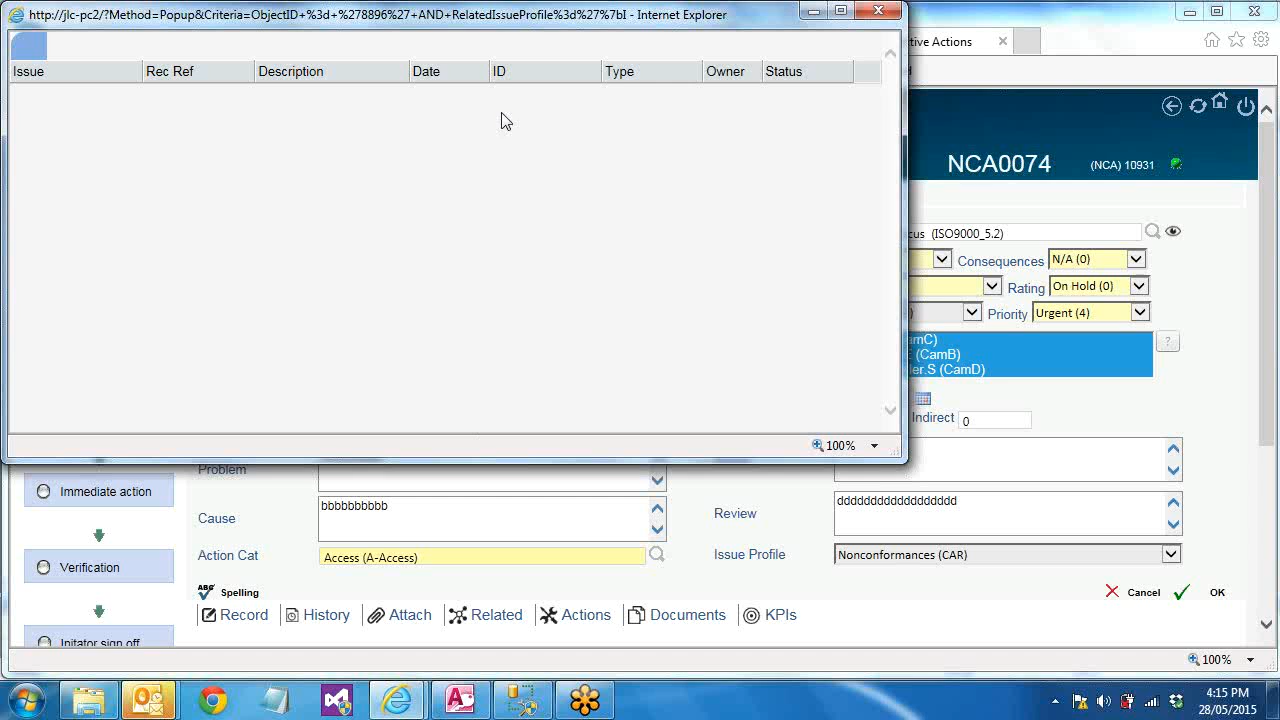 http://jlc-pc2/?Method=Popup&Criteria=ObjectID+%3d+%278896%27+AND+RelatedIssueProfile%3d%27%7bI - Internet Explorer
tive Actions
Issue Rec Ref Description Date ID Type Owner Status
NCA0074 (NCA) 10931
cus (ISO9000_5.2)
Consequences N/A (0)
Rating On Hold (0)
) Priority Urgent (4)
amC)
E (CamB)
ler.S (CamD)
?
Indirect 0
100%
Problem
Immediate action
bbbbbbbbbb
dddddddddddddddddd
Cause
Review
Action Cat Access (A-Access) Issue Profile Nonconformances (CAR)
Verification
ABC Spelling Cancel OK
Record History Attach Related Actions Documents KPIs
Initator sign off
100%
4:15 PM
28/05/2015